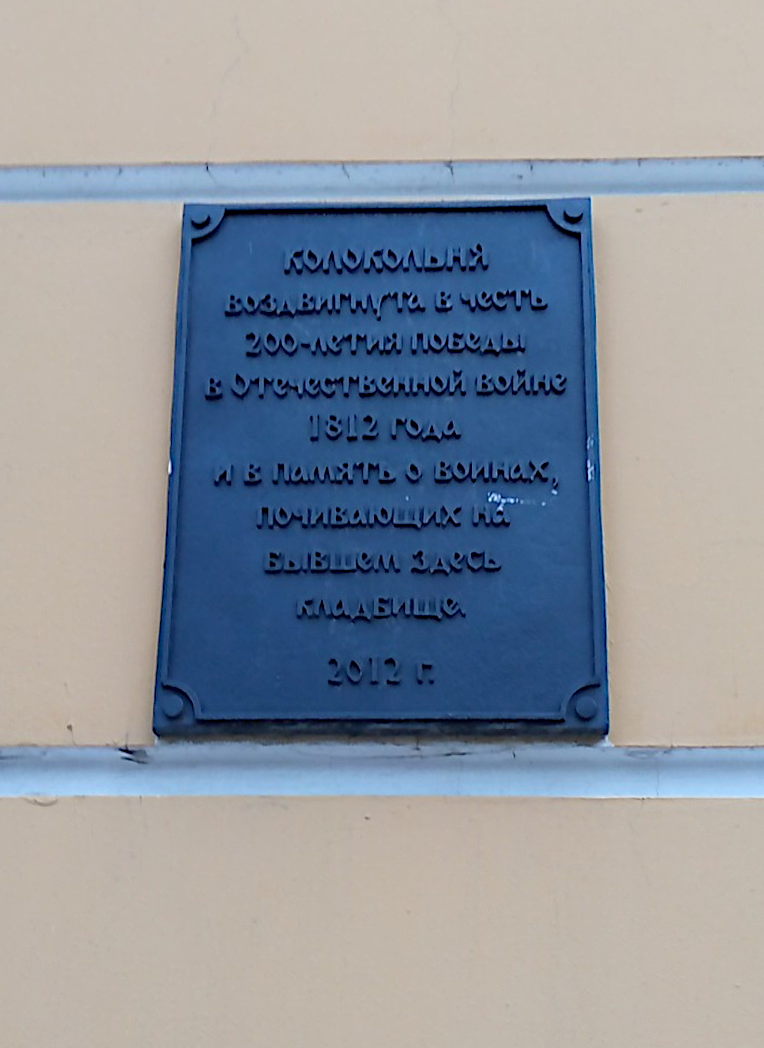 КОЛОКОЛЬНЯ
ВОЗДВИГНУТА В ЧЕСТЬ
200-ЛЕТИЯ ПОБЕДЫ
В ОТЕЧЕСТВЕННОЙ ВОЙНЕ
1812 ГОДА
И В ПАМЯТЬ О ВОИНАХ,
ПОЧИВАЮЩИХ НА
БЫВШЕМ ЗДЕСЬ
КЛАДБИЩЕ.
2012 Г.